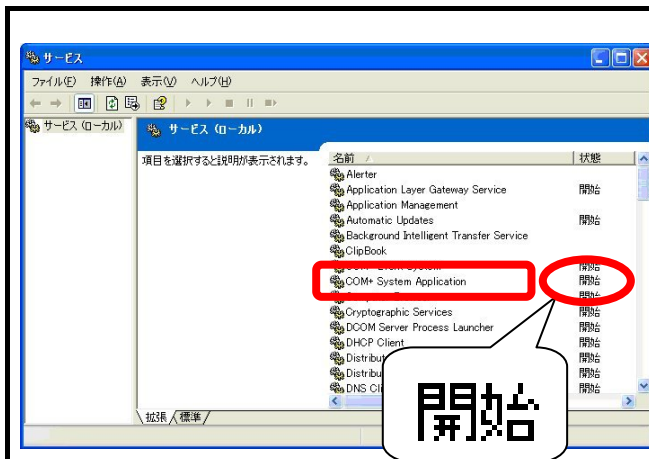 サービス
ファイル(F) 操作(A) 表示(V) ヘルプ(H)
サービス (ローカル)
サービス (ローカル)
項目を選択すると説明が表示されます。
名前 状態
Alerter
Application Layer Gateway Service 開始
Application Management
Automatic Updates 開始
Background Intelligent Transfer Service
ClipBook
開始
COM+ System Application 開始
Cryptographic Services 開始
DCOM Server Process Launcher 開始
DHCP Client 開始
Distribu 開始
Distribu 開始
DNS Cli 開始
開始
拡張 標準